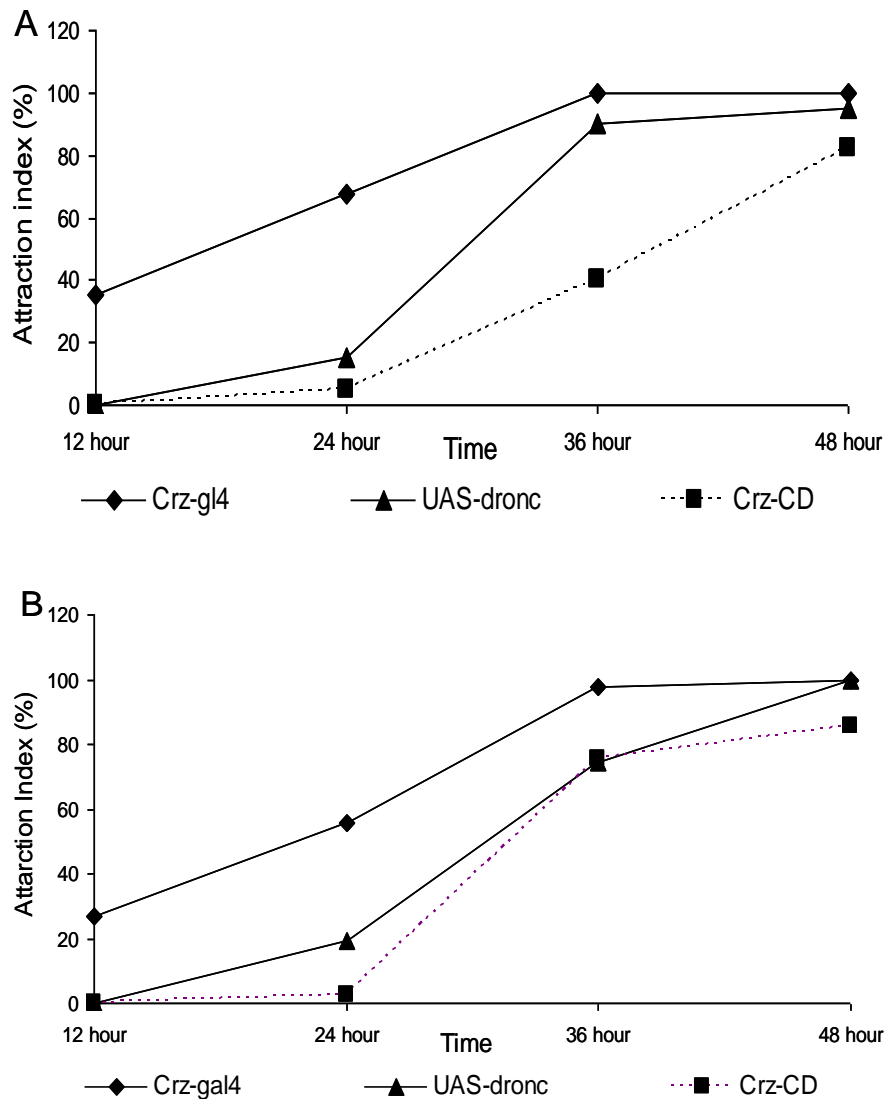 A
120
100
80
60
40
20
0
Attraction index (%)
12 hour 24 hour 36 hour 48 hour
Time
Crz-gl4 UAS-dronc Crz-CD
B
120
100
80
60
40
20
0
Attarction Index (%)
12 hour 24 hour 36 hour 48 hour
Time
Crz-gal4 UAS-dronc Crz-CD